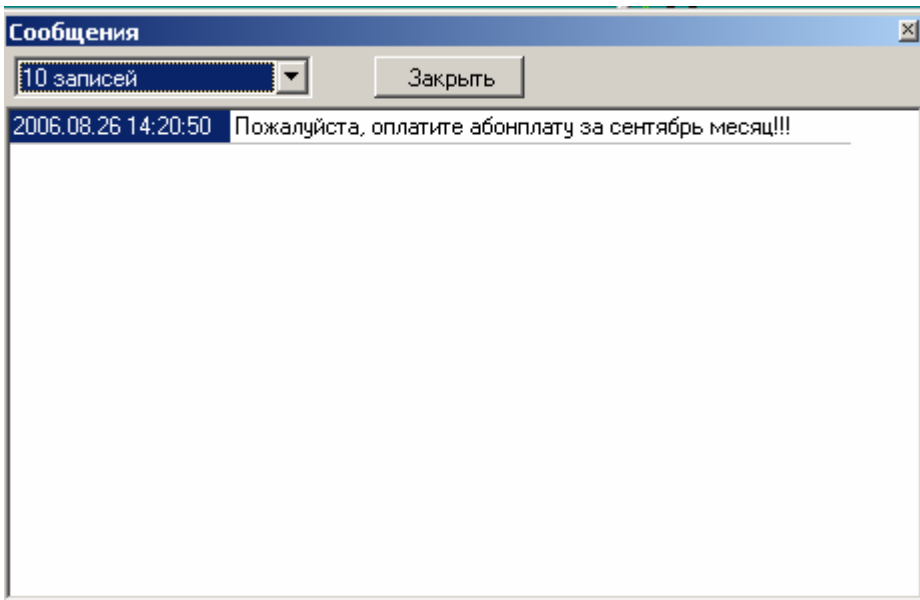 Сообщения
10 записей Закрыть
2006.08.26 14:20:50 Пожалуйста, оплатите абонплату за сентябрь месяц!!!